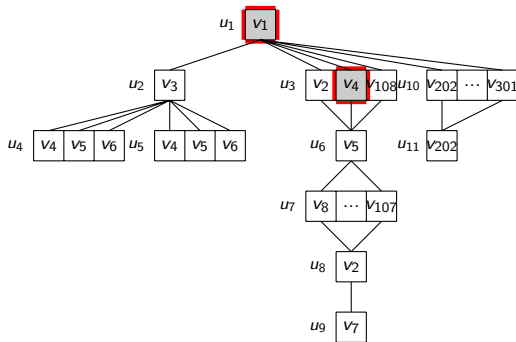 u1 v1
u2 v3 u3 v2 v4 v108 u10 v202 ... v301
u4 v4 v5 v6 u5 v4 v5 v6 u6 v5 u11 v202
u7 v8 ... v107
u8 v2
u9 v7